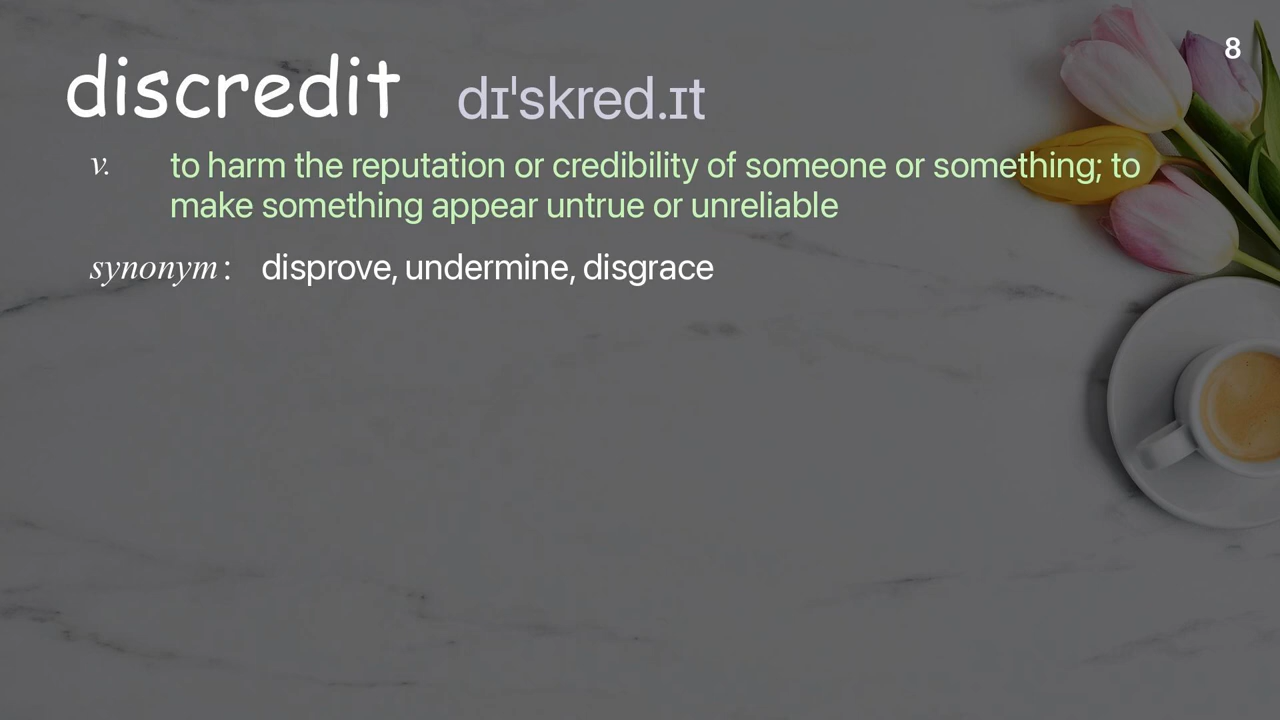 8
discredit dɪˈskred.ɪt
v. to harm the reputation or credibility of someone or something; to
make something appear untrue or unreliable
synonym : disprove, undermine, disgrace